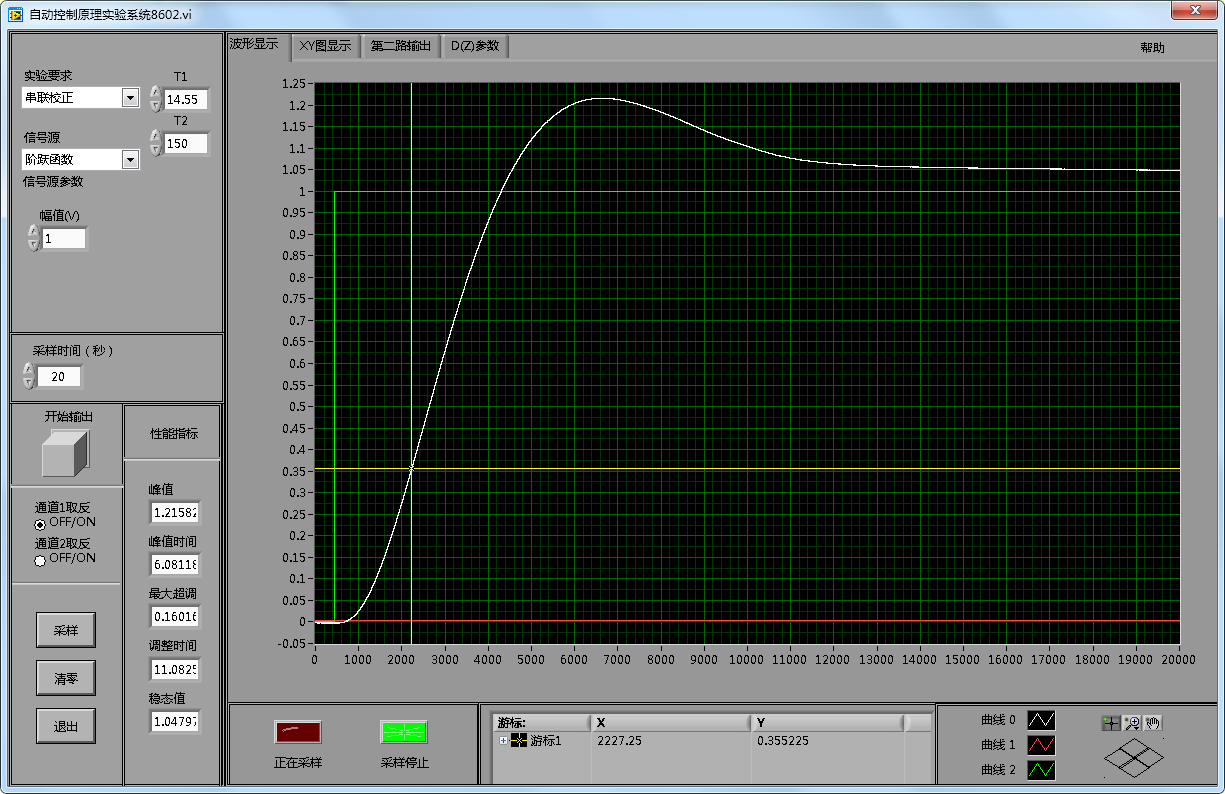 自动控制原理实验系统8602.vi
实验要求
串联校正
T1
14.55
T2
150
信号源
阶跃函数
信号源参数
幅值(V)
1
采样时间（秒）
20
开始输出
性能指标
通道1取反
OFF/ON
通道2取反
OFF/ON
采样
清零
退出
峰值
1.21582
峰值时间
6.08118
最大超调
0.16016
调整时间
11.0825
稳态值
1.04797
波形显示 XY图显示 第二路输出 D(Z)参数 帮助
1.25
1.2
1.15
1.1
1.05
1
0.95
0.9
0.85
0.8
0.75
0.7
0.65
0.6
0.55
0.5
0.45
0.4
0.35
0.3
0.25
0.2
0.15
0.1
0.05
0
-0.05
0 1000 2000 3000 4000 5000 6000 7000 8000 9000 10000 11000 12000 13000 14000 15000 16000 17000 18000 19000 20000
正在采样
采样停止
游标: X Y
游标1 2227.25 0.355225
曲线 0
曲线 1
曲线 2